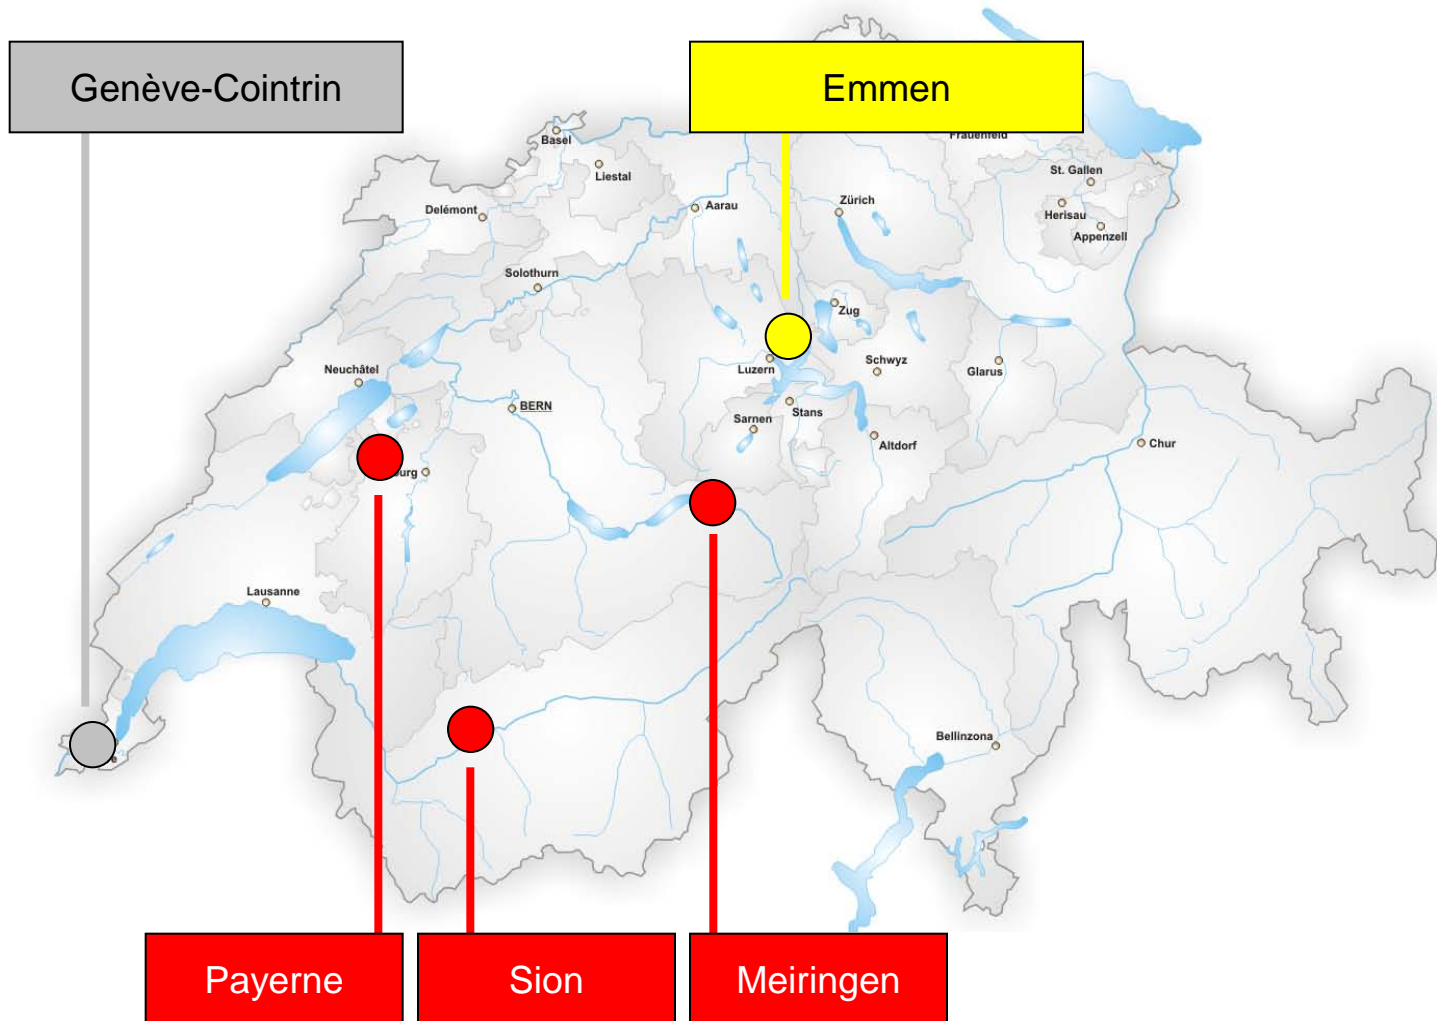 Genève-Cointrin
Emmen
Basel
Frauenfeld
Liestal
St. Gallen
Delémont
Aarau
Zürich
Herisau
Appenzell
Solothurn
Zug
Neuchâtel
Luzern
Schwyz
Glarus
BERN
Stans
Sarnen
Altdorf
Chur
urg
Lausanne
Bellinzona
e
Payerne
Sion
Meiringen